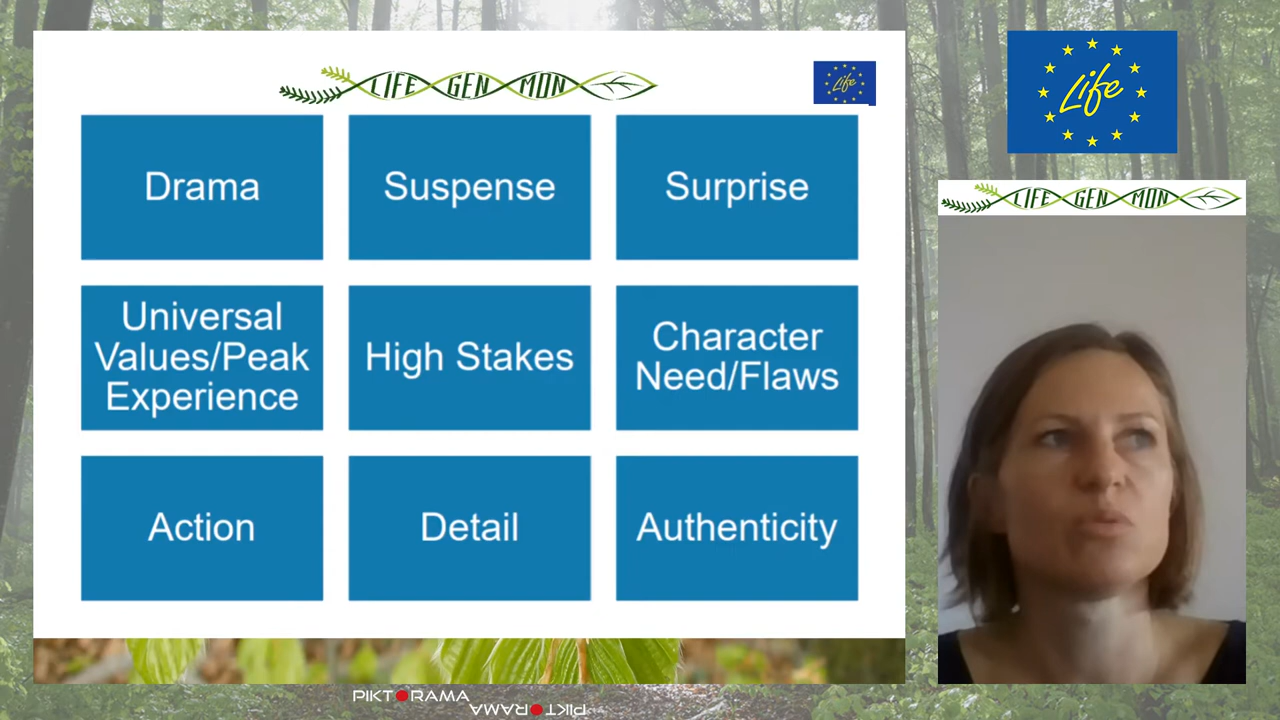 LIFE GEN MON
Life
Life
LIFE GEN MON
Drama
Suspense
Surprise
Universal
Values/Peak
Experience
High Stakes
Character
Need/Flaws
Action
Detail
Authenticity
PIKTORAMA
PIKTORAMA